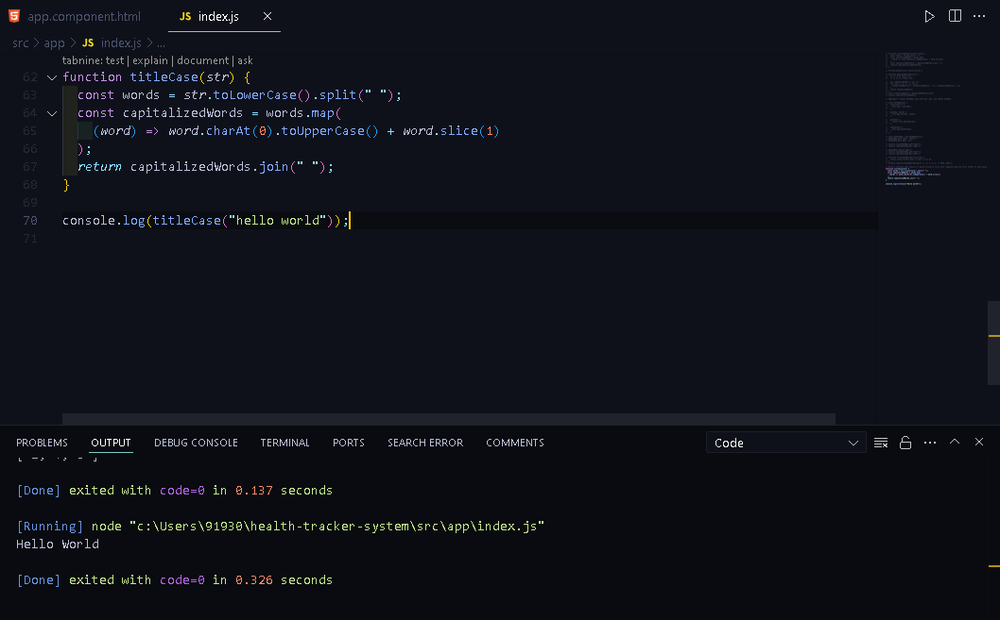 app.component.html JS index.js
src > app > JS index.js > ...
tabnine: test | explain | document | ask
62 function titleCase(str) {
63 const words = str.toLowerCase().split(" ");
64 const capitalizedWords = words.map(
65 (word) => word.charAt(0).toUpperCase() + word.slice(1)
66 );
67 return capitalizedWords.join(" ");
68 }
69
70 console.log(titleCase("hello world"));
71
PROBLEMS OUTPUT DEBUG CONSOLE TERMINAL PORTS SEARCH ERROR COMMENTS Code
[Done] exited with code=0 in 0.137 seconds
[Running] node "c:\Users\91930\health-tracker-system\src\app\index.js"
Hello World
[Done] exited with code=0 in 0.326 seconds